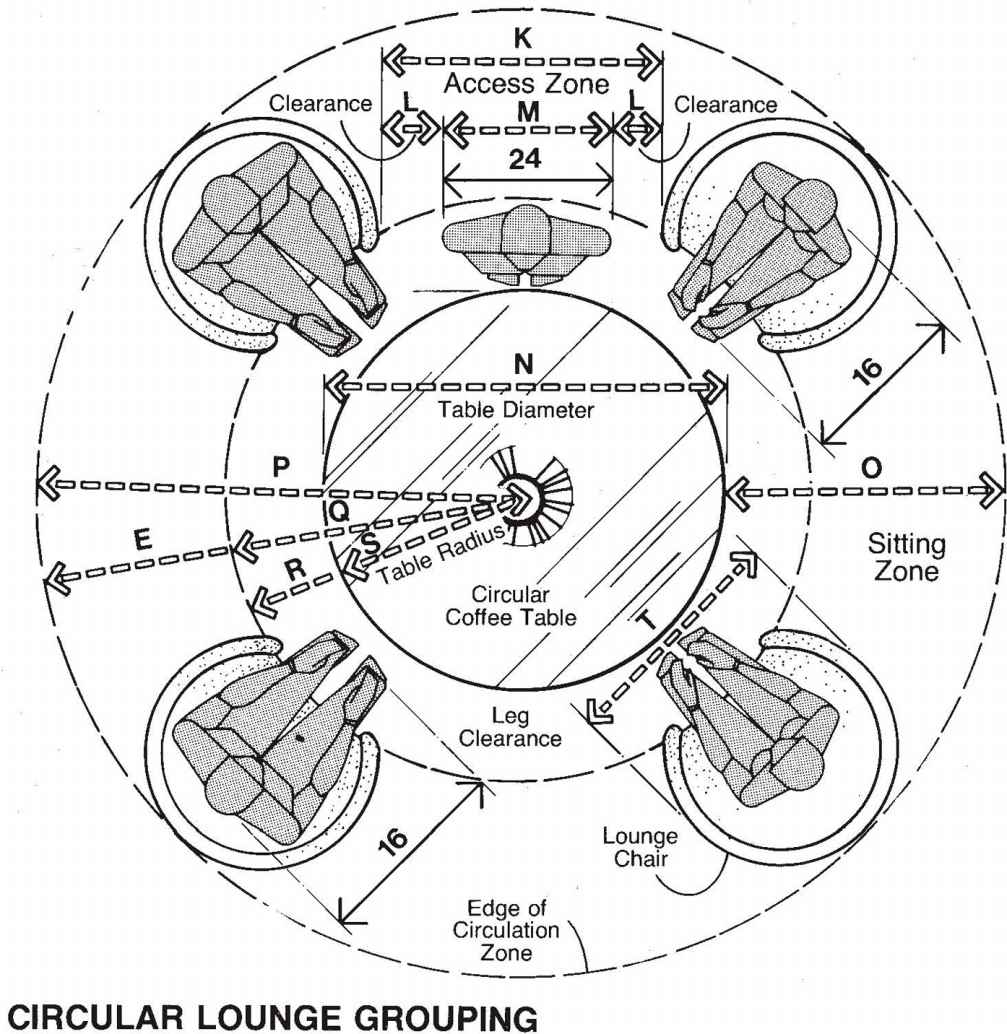 K
Access Zone
Clearance
L
M
L
Clearance
24
N
Table Diameter
16
P
O
Q
E
S
R
Table Radius
Sitting
Zone
Circular
Coffee Table
T
Leg
Clearance
16
Lounge
Chair
Edge of
Circulation
Zone
CIRCULAR LOUNGE GROUPING